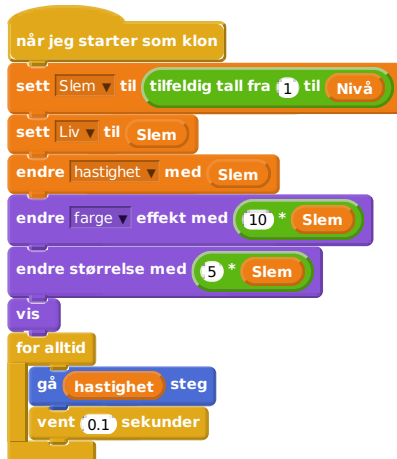 når jeg starter som klon
sett Slem til tilfeldig tall fra 1 til Nivå
sett Liv til Slem
endre hastighet med Slem
endre farge effekt med 10 * Slem
endre størrelse med 5 * Slem
vis
for alltid
gå hastighet steg
vent 0.1 sekunder